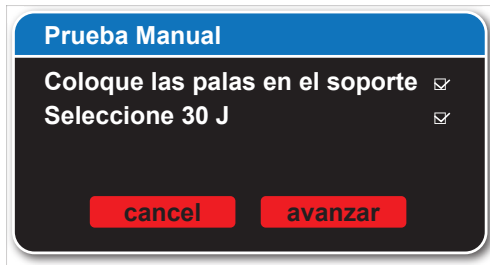 Prueba Manual
Coloque las palas en el soporte
Seleccione 30 J
cancel avanzar